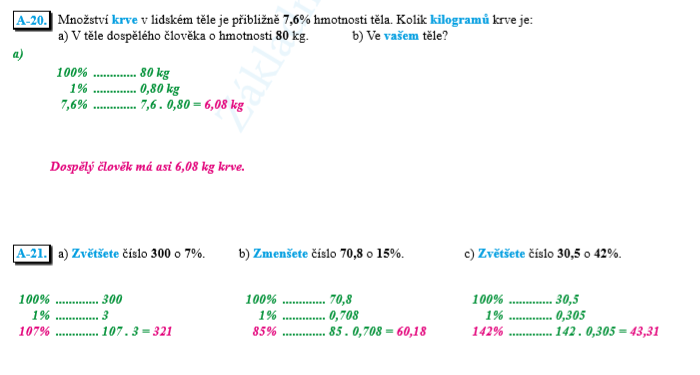 A-20. Množství krve v lidském těle je přibližně 7,6% hmotnosti těla. Kolik kilogramů krve je:
a) V těle dospělého člověka o hmotnosti 80 kg. b) Ve vašem těle?
a)
100% ............. 80 kg
1% ............. 0,80 kg
7,6% ............. 7,6 . 0,80 = 6,08 kg
Dospělý člověk má asi 6,08 kg krve.
A-21. a) Zvětšete číslo 300 o 7%. b) Zmenšete číslo 70,8 o 15%. c) Zvětšete číslo 30,5 o 42%.
100% ............. 300 100% ............. 70,8 100% ............. 30,5
1% ............. 3 1% ............. 0,708 1% ............. 0,305
107% ............. 107 . 3 = 321 85% ............. 85 . 0,708 = 60,18 142% ............. 142 . 0,305 = 43,31